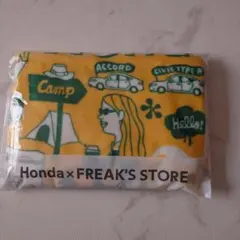 ACCORD
CIVIC TYPE R
Camp
Hello!
Honda×FREAK'S STORE